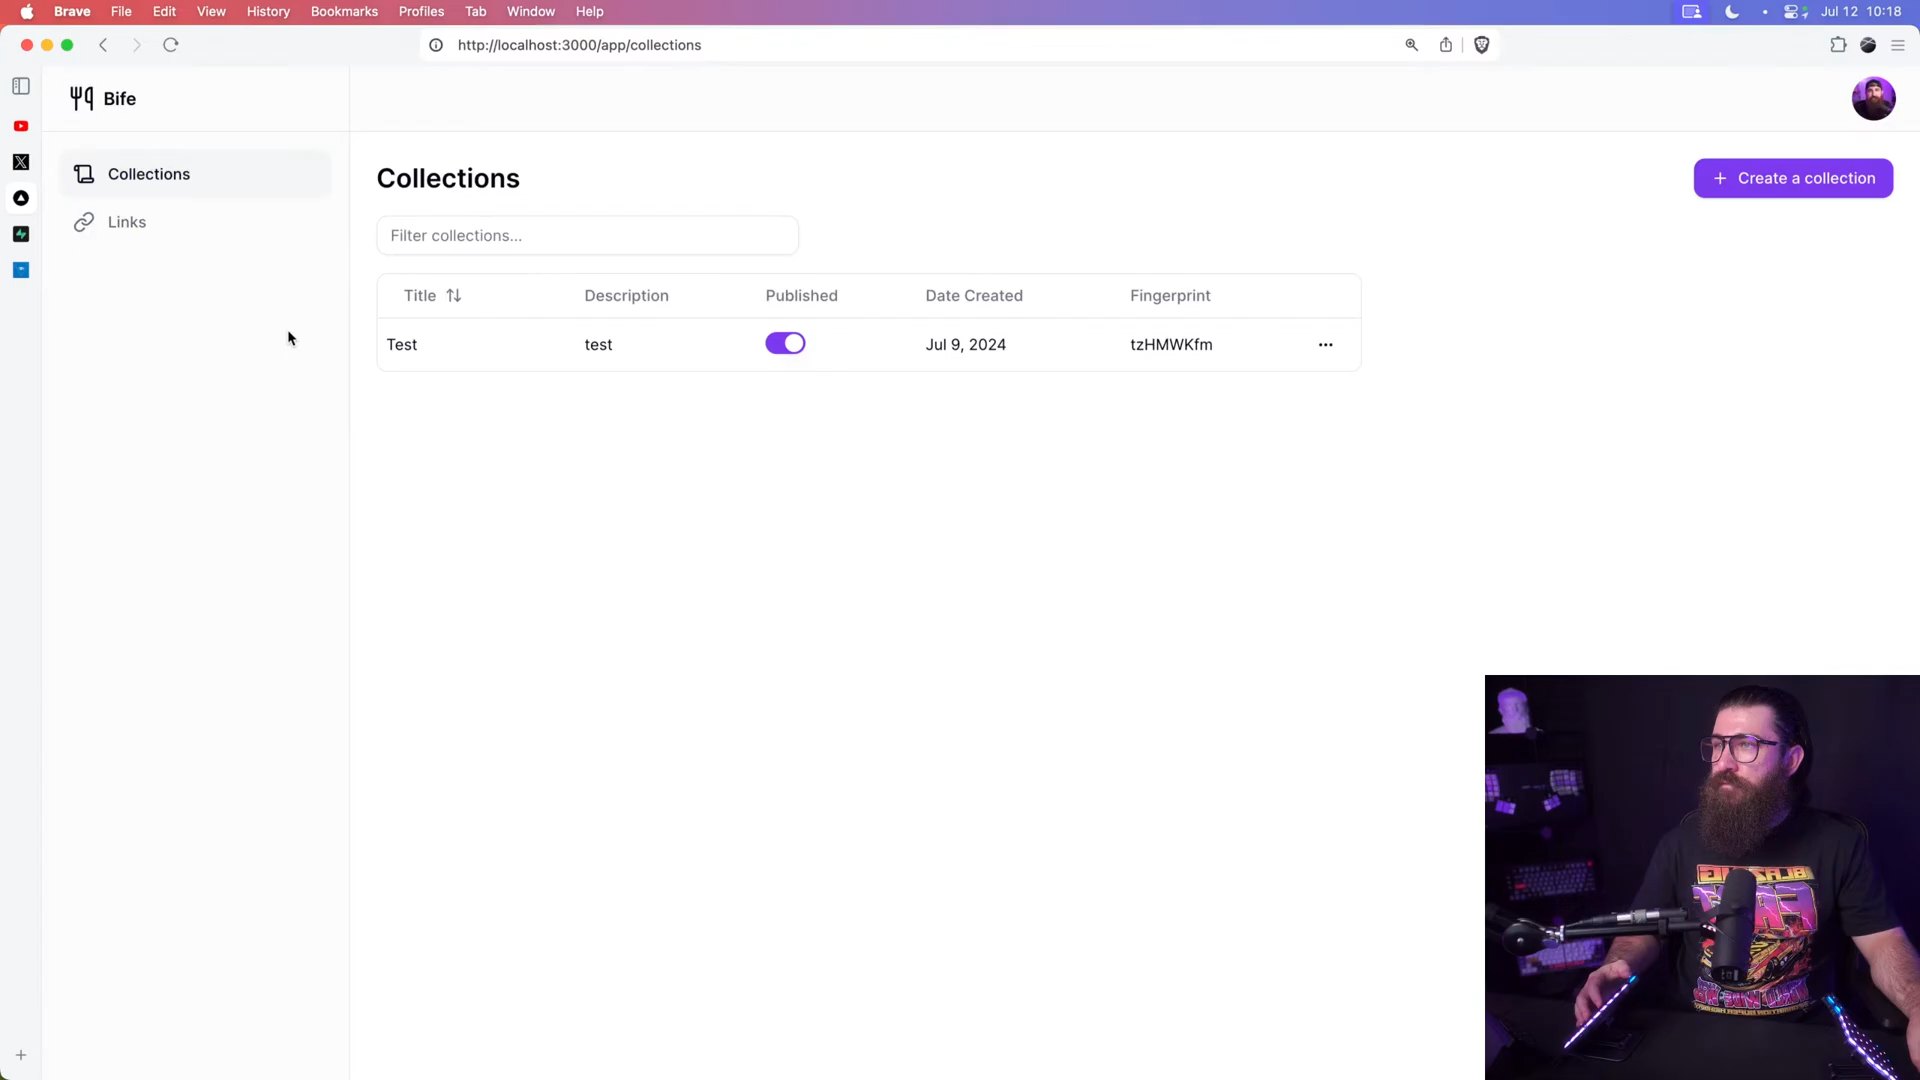 Brave File Edit View History Bookmarks Profiles Tab Window Help Jul 12 10:18
http://localhost:3000/app/collections
Bife
Collections
Links
Collections
+ Create a collection
Filter collections...
Title Description Published Date Created Fingerprint
Test test Jul 9, 2024 tzHMWKfm